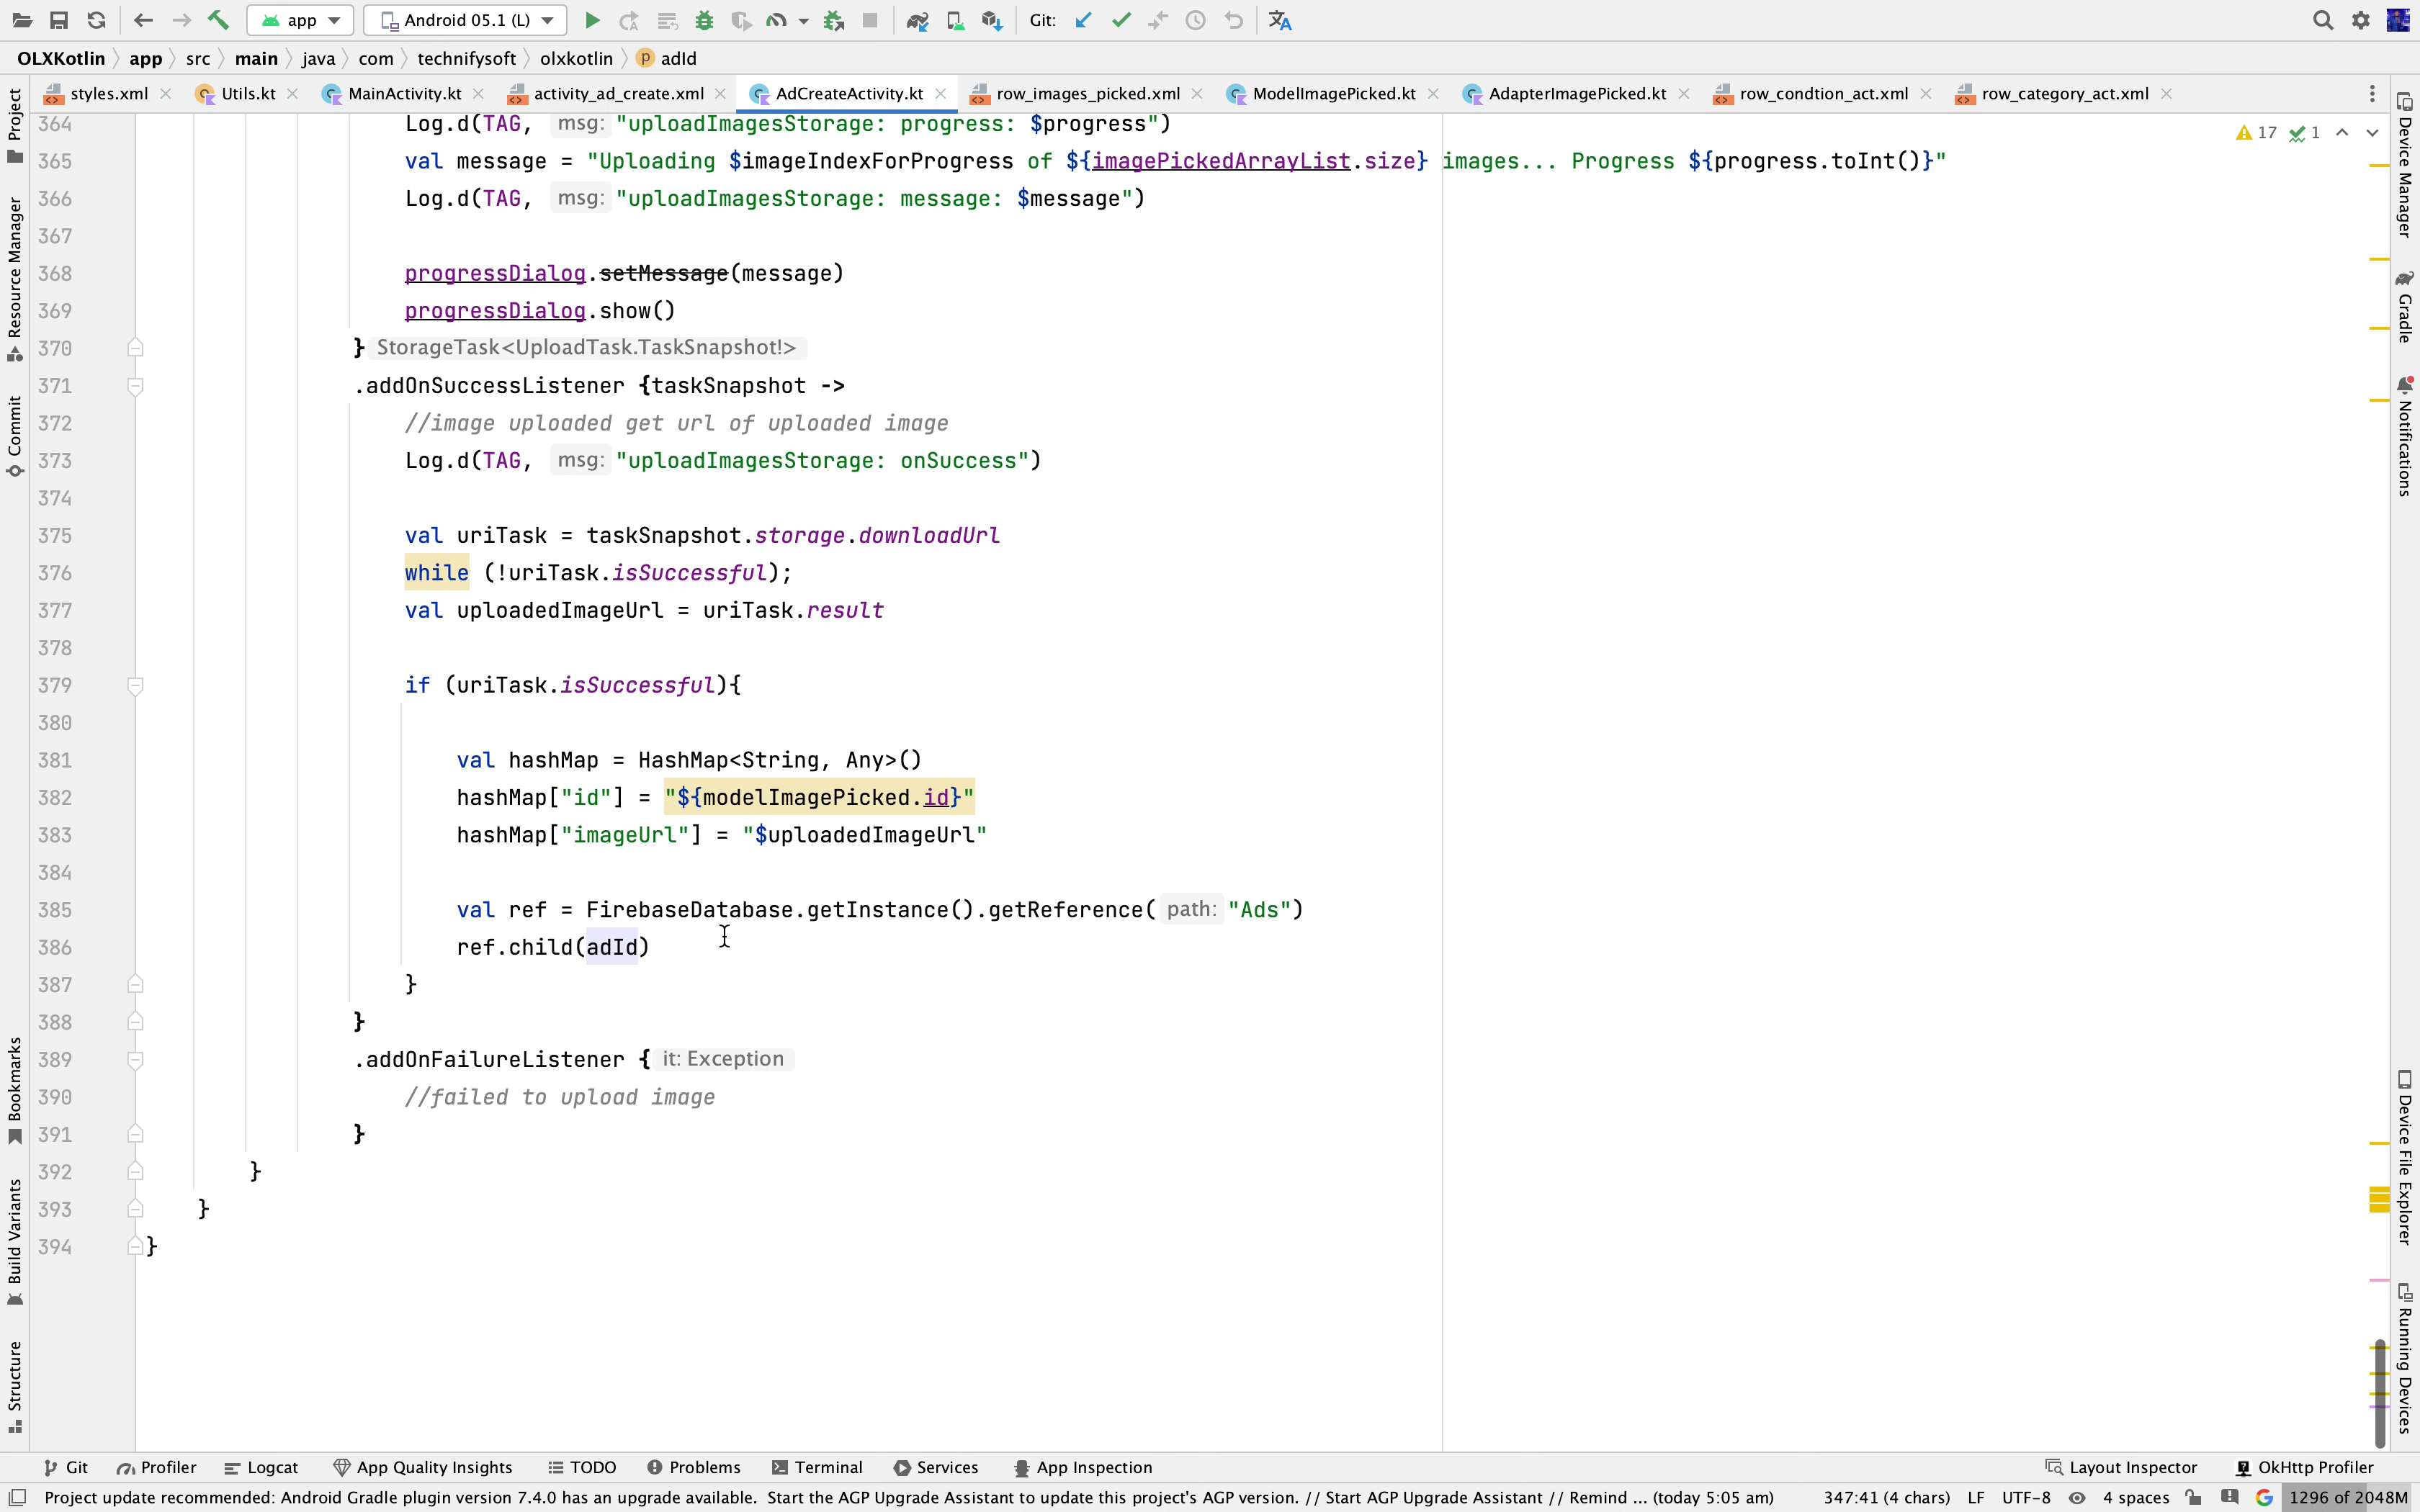 app
Android 05.1 (L)
Git:
OLXKotlin
app
src
main
java
com
technifysoft
olxkotlin
p adId
styles.xml
Utils.kt
MainActivity.kt
activity_ad_create.xml
AdCreateActivity.kt
row_images_picked.xml
ModelImagePicked.kt
AdapterImagePicked.kt
row_condtion_act.xml
row_category_act.xml
17
1
364 Log.d(TAG, msg: "uploadImagesStorage: progress: $progress")
365 val message = "Uploading $imageIndexForProgress of ${imagePickedArrayList.size} images... Progress ${progress.toInt()}"
366 Log.d(TAG, msg: "uploadImagesStorage: message: $message")
367
368 progressDialog.setMessage(message)
369 progressDialog.show()
370 } StorageTask<UploadTask.TaskSnapshot!>
371 .addOnSuccessListener {taskSnapshot ->
372 //image uploaded get url of uploaded image
373 Log.d(TAG, msg: "uploadImagesStorage: onSuccess")
374
375 val uriTask = taskSnapshot.storage.downloadUrl
376 while (!uriTask.isSuccessful);
377 val uploadedImageUrl = uriTask.result
378
379 if (uriTask.isSuccessful){
380
381 val hashMap = HashMap<String, Any>()
382 hashMap["id"] = "${modelImagePicked.id}"
383 hashMap["imageUrl"] = "$uploadedImageUrl"
384
385 val ref = FirebaseDatabase.getInstance().getReference( path: "Ads")
386 ref.child(adId)
387 }
388 }
389 .addOnFailureListener { it: Exception
390 //failed to upload image
391 }
392 }
393 }
394 }
Project
Resource Manager
Commit
Bookmarks
Build Variants
Structure
Device Manager
Gradle
Notifications
Device File Explorer
Running Devices
Git
Profiler
Logcat
App Quality Insights
TODO
Problems
Terminal
Services
App Inspection
Layout Inspector
OkHttp Profiler
Project update recommended: Android Gradle plugin version 7.4.0 has an upgrade available. Start the AGP Upgrade Assistant to update this project's AGP version. // Start AGP Upgrade Assistant // Remind ... (today 5:05 am)
347:41 (4 chars)
LF
UTF-8
4 spaces
1296 of 2048M